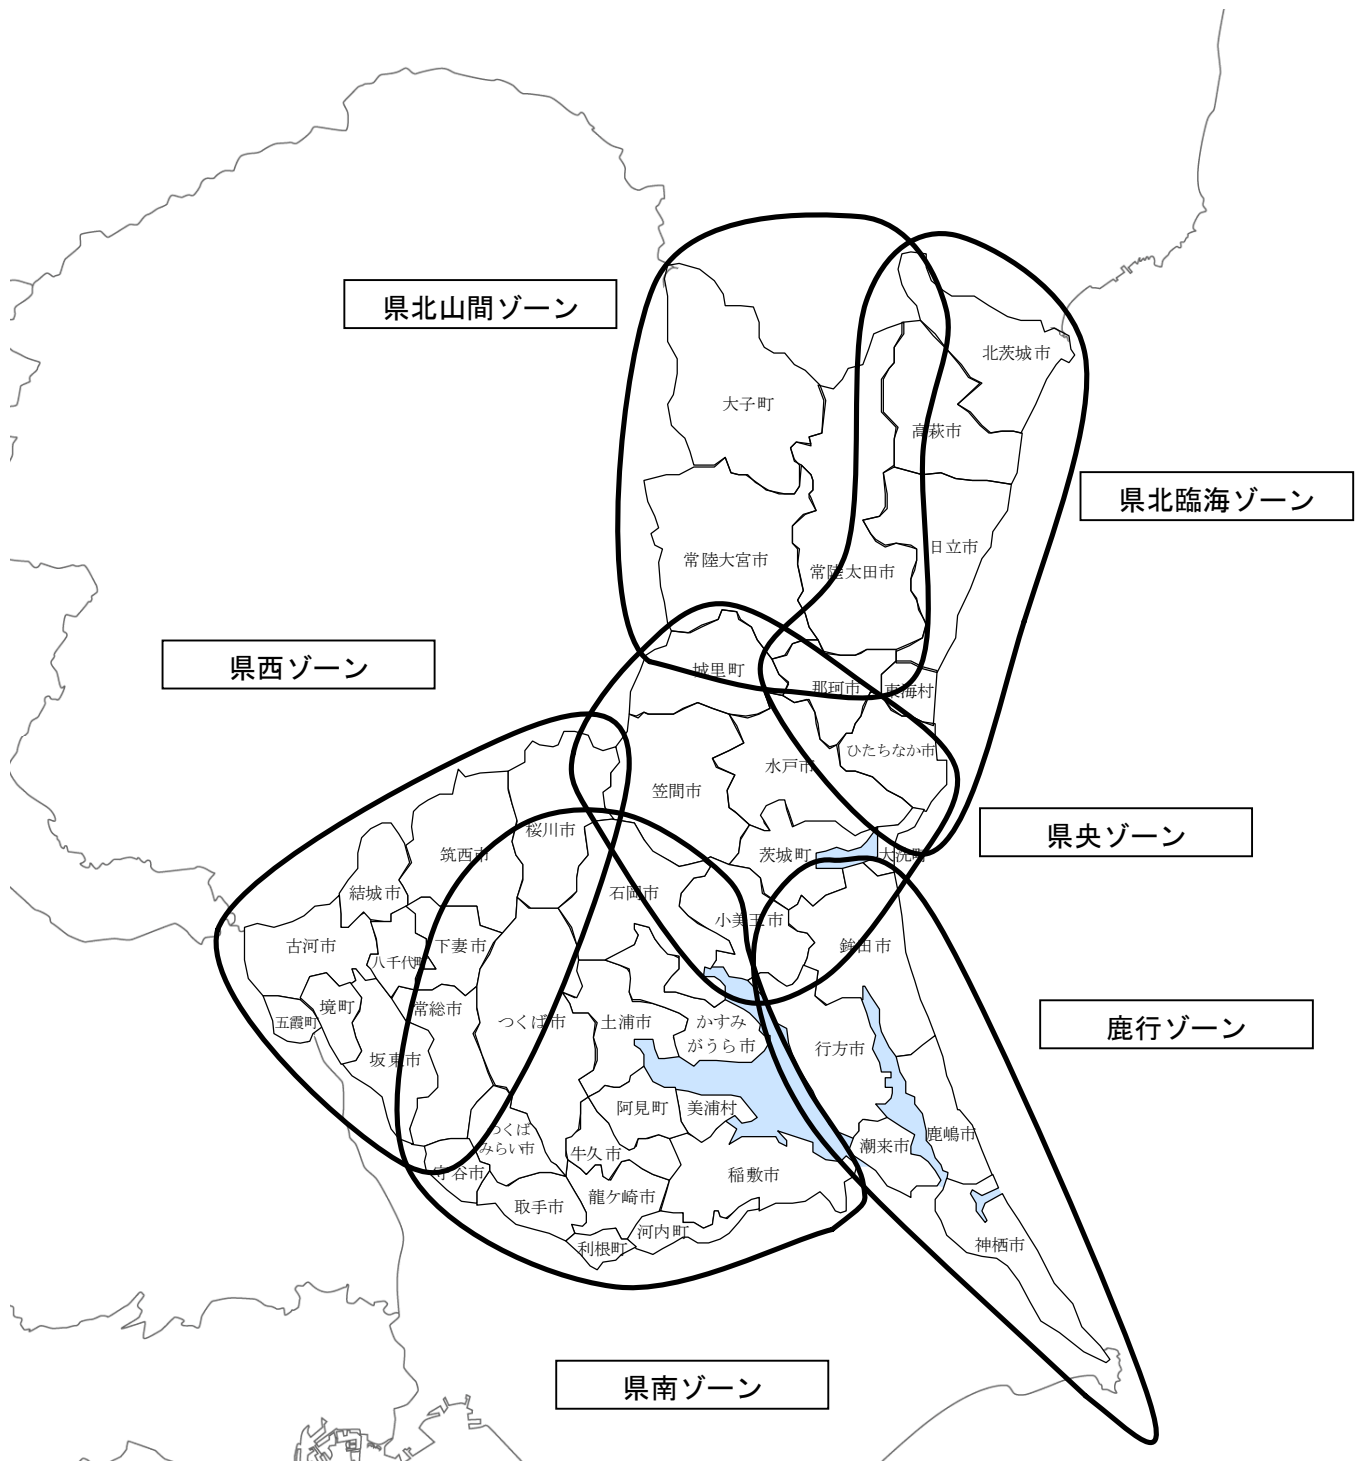 県北山間ゾーン
北茨城市
大子町
高萩市
県北臨海ゾーン
日立市
常陸大宮市
常陸太田市
県西ゾーン
城里町
那珂市
東海村
ひたちなか市
水戸市
笠間市
県央ゾーン
桜川市
筑西市
茨城町
大洗町
結城市
石岡市
小美玉市
古河市
下妻市
鉾田市
八千代町
境町
常総市
五霞町
つくば市
土浦市
かすみ
がうら市
行方市
鹿行ゾーン
坂東市
阿見町
美浦村
つくば
みらい市
牛久市
潮来市
鹿嶋市
守谷市
稲敷市
取手市
龍ケ崎市
河内町
利根町
神栖市
県南ゾーン